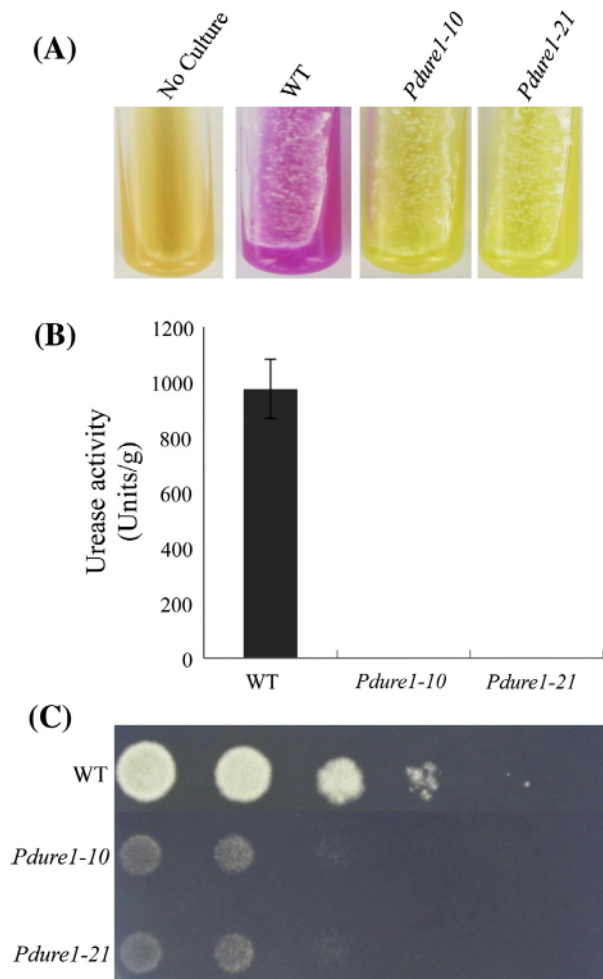 (A)
No Culture
WT
Pdure1-10
Pdure1-21
(B)
1200
1000
800
600
400
200
0
Urease activity
(Units/g)
WT
Pdure1-10
Pdure1-21
(C)
WT
Pdure1-10
Pdure1-21